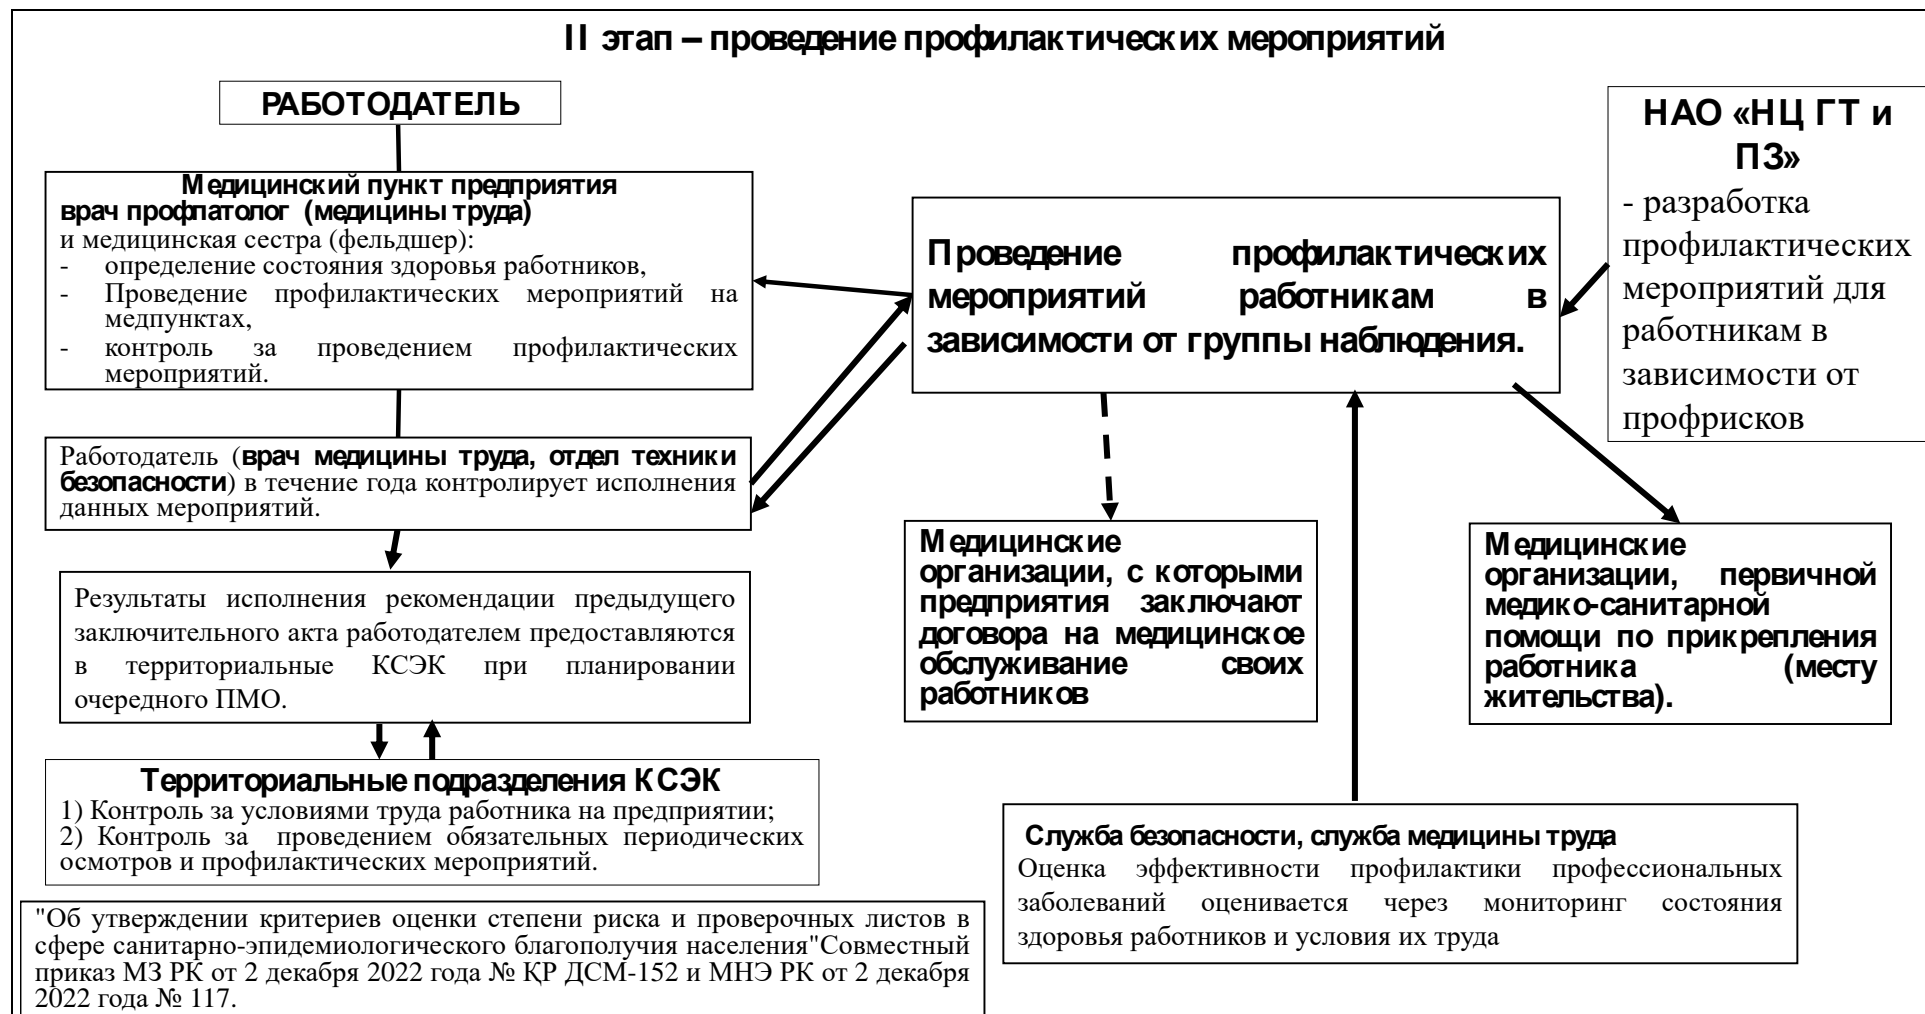 II этап – проведение профилактических мероприятий
РАБОТОДАТЕЛЬ
Медицинский пункт предприятия
врач профпатолог (медицины труда)
и медицинская сестра (фельдшер):
- определение состояния здоровья работников,
- Проведение профилактических мероприятий на
медпунктах,
- контроль за проведением профилактических
мероприятий.
Работодатель (врач медицины труда, отдел техники
безопасности) в течение года контролирует исполнения
данных мероприятий.
Результаты исполнения рекомендации предыдущего
заключительного акта работодателем предоставляются
в территориальные КСЭК при планировании
очередного ПМО.
Территориальные подразделения КСЭК
1) Контроль за условиями труда работника на предприятии;
2) Контроль за проведением обязательных периодических
осмотров и профилактических мероприятий.
"Об утверждении критериев оценки степени риска и проверочных листов в
сфере санитарно-эпидемиологического благополучия населения"Совместный
приказ МЗ РК от 2 декабря 2022 года № ҚР ДСМ-152 и МНЭ РК от 2 декабря
2022 года № 117.
Проведение профилактических
мероприятий работникам в
зависимости от группы наблюдения.
Медицинские
организации, с которыми
предприятия заключают
договора на медицинское
обслуживание своих
работников
Медицинские
организации, первичной
медико-санитарной
помощи по прикрепления
работника (месту
жительства).
Служба безопасности, служба медицины труда
Оценка эффективности профилактики профессиональных
заболеваний оценивается через мониторинг состояния
здоровья работников и условия их труда
НАО «НЦ ГТ и
ПЗ»
- разработка
профилактических
мероприятий для
работникам в
зависимости от
профрисков